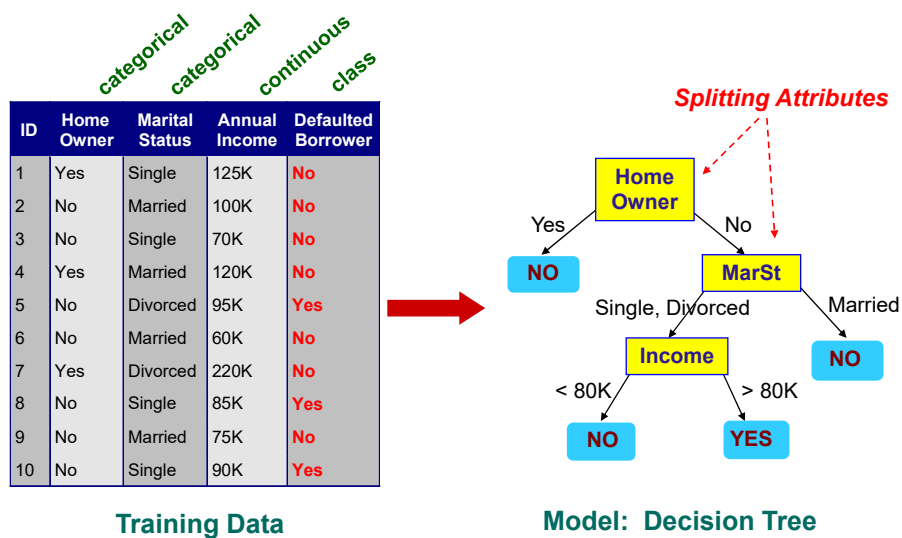 categorical categorical continuous class
ID Home Owner Marital Status Annual Income Defaulted Borrower
1 Yes Single 125K No
2 No Married 100K No
3 No Single 70K No
4 Yes Married 120K No
5 No Divorced 95K Yes
6 No Married 60K No
7 Yes Divorced 220K No
8 No Single 85K Yes
9 No Married 75K No
10 No Single 90K Yes
Training Data
Splitting Attributes
Home
Owner
Yes No
NO MarSt
Single, Divorced Married
Income NO
< 80K > 80K
NO YES
Model: Decision Tree